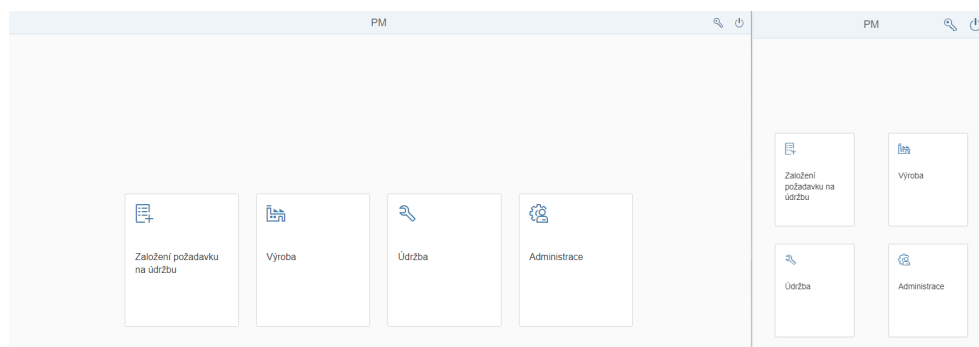 PM
Založení požadavku
na údržbu
Výroba
Údržba
Administrace
PM
Založení
požadavku na
údržbu
Výroba
Údržba
Administrace